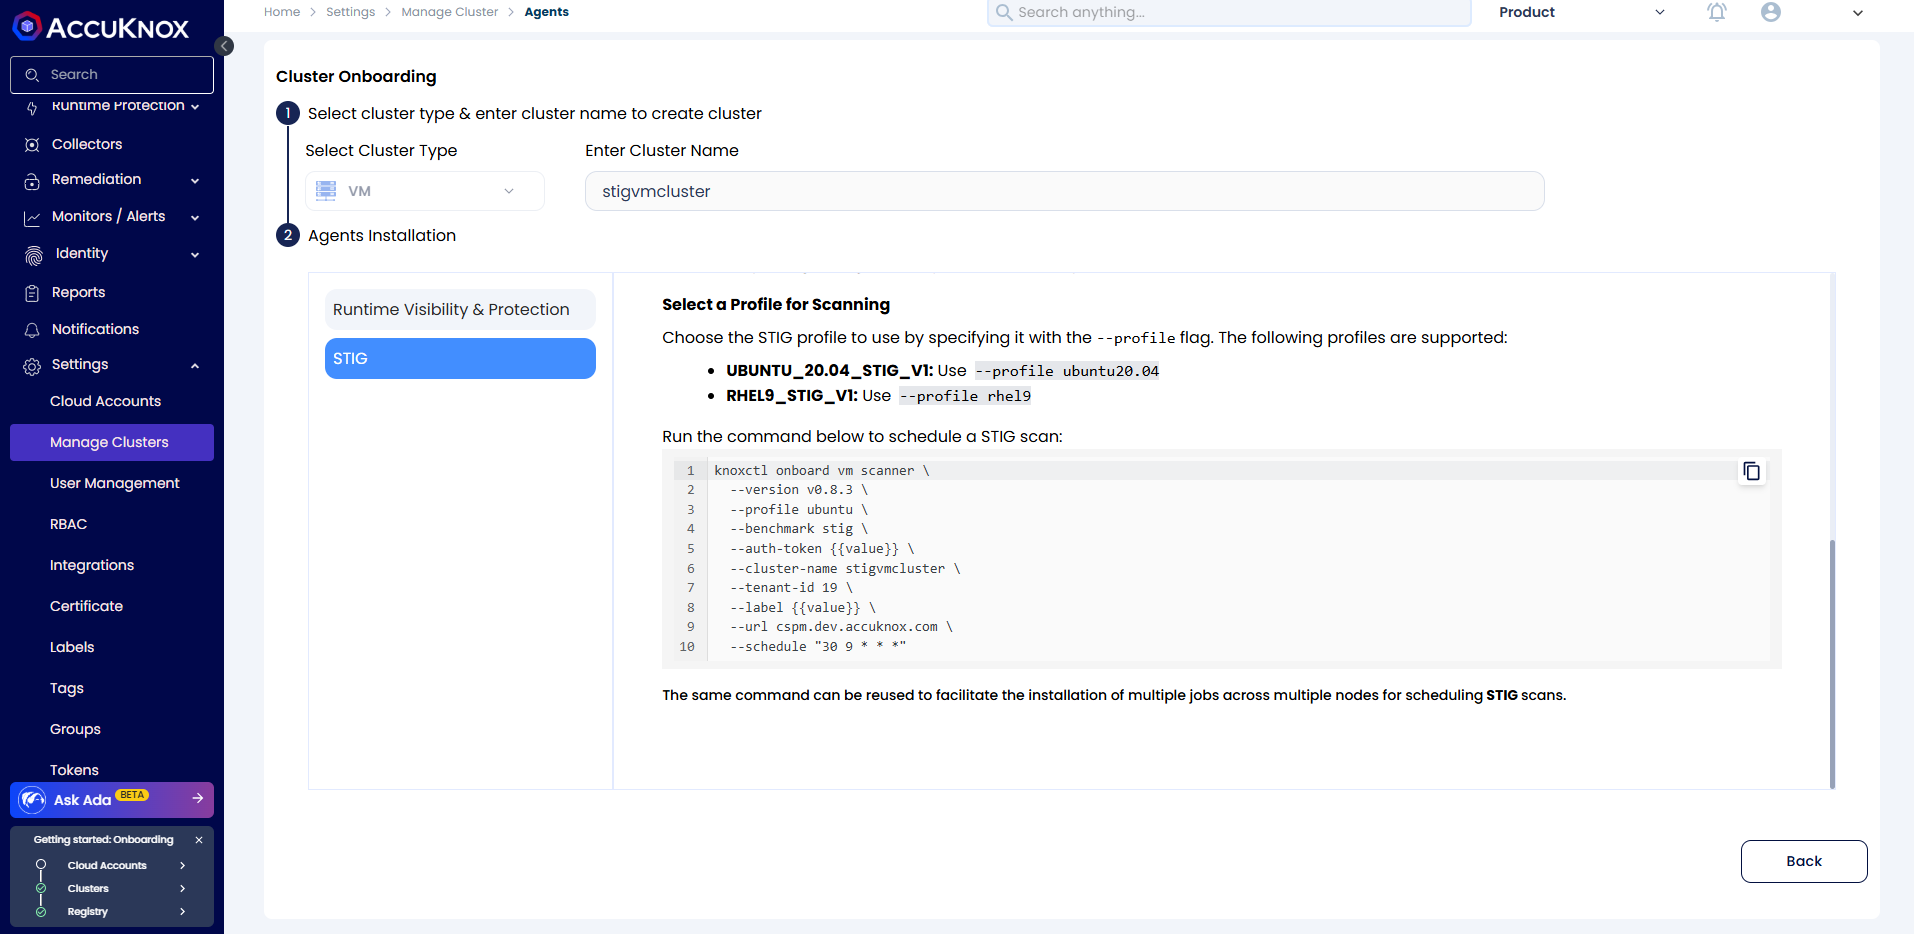 ACCUKNOX
Search
Runtime Protection
Collectors
Remediation
Monitors / Alerts
Identity
Reports
Notifications
Settings
Cloud Accounts
Manage Clusters
User Management
RBAC
Integrations
Certificate
Labels
Tags
Groups
Tokens
Ask Ada BETA
Getting started: Onboarding
Cloud Accounts
Clusters
Registry
Home > Settings > Manage Cluster > Agents
Search anything...
Product
Cluster Onboarding
1 Select cluster type & enter cluster name to create cluster
Select Cluster Type
Enter Cluster Name
VM
stigvmcluster
2 Agents Installation
Runtime Visibility & Protection
STIG
Select a Profile for Scanning
Choose the STIG profile to use by specifying it with the --profile flag. The following profiles are supported:
• UBUNTU_20.04_STIG_V1: Use --profile ubuntu20.04
• RHEL9_STIG_V1: Use --profile rhel9
Run the command below to schedule a STIG scan:
1 knoxctl onboard vm scanner \
2 --version v0.8.3 \
3 --profile ubuntu \
4 --benchmark stig \
5 --auth-token {{value}} \
6 --cluster-name stigvmcluster \
7 --tenant-id 19 \
8 --label {{value}} \
9 --url cspm.dev.accuknox.com \
10 --schedule "30 9 * * *"
The same command can be reused to facilitate the installation of multiple jobs across multiple nodes for scheduling STIG scans.
Back